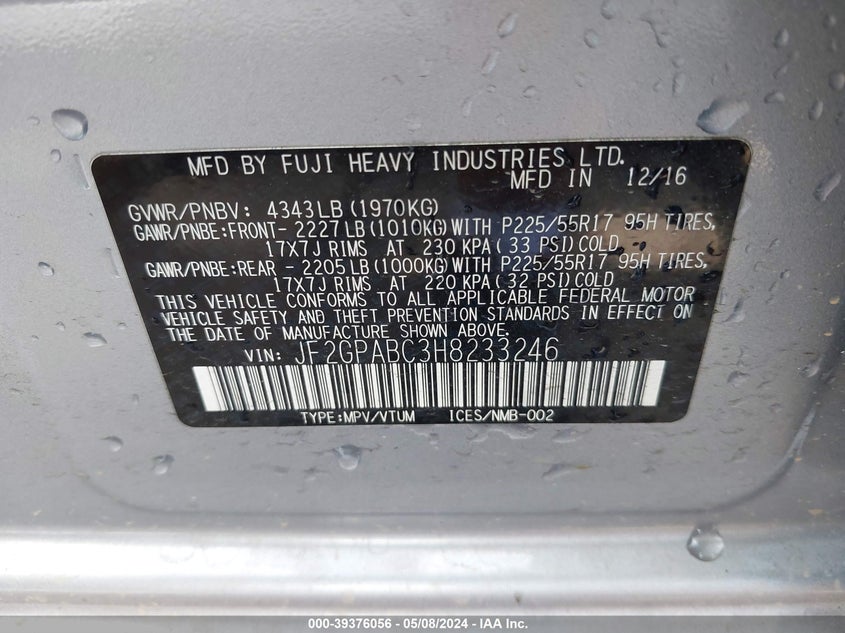 MFD BY FUJI HEAVY INDUSTRIES LTD.
MFD IN 12/16
GVWR/PNBV: 4343LB (1970KG)
GAWR/PNBE:FRONT- 2227LB (1010KG) WITH P225/55R17 95H TIRES,
17X7J RIMS AT 230 KPA (33 PSI) COLD.
GAWR/PNBE:REAR - 2205LB (1000KG) WITH P225/55R17 95H TIRES,
17X7J RIMS AT 220 KPA (32 PSI) COLD
THIS VEHICLE CONFORMS TO ALL APPLICABLE FEDERAL MOTOR
VEHICLE SAFETY AND THEFT PREVENTION STANDARDS IN EFFECT ON
THE DATE OF MANUFACTURE SHOWN ABOVE.
VIN: JF2GPABC3H8233246
TYPE:MPV/VTUM ICES/NMB-002
000-39376056 - 05/08/2024 - IAA Inc.